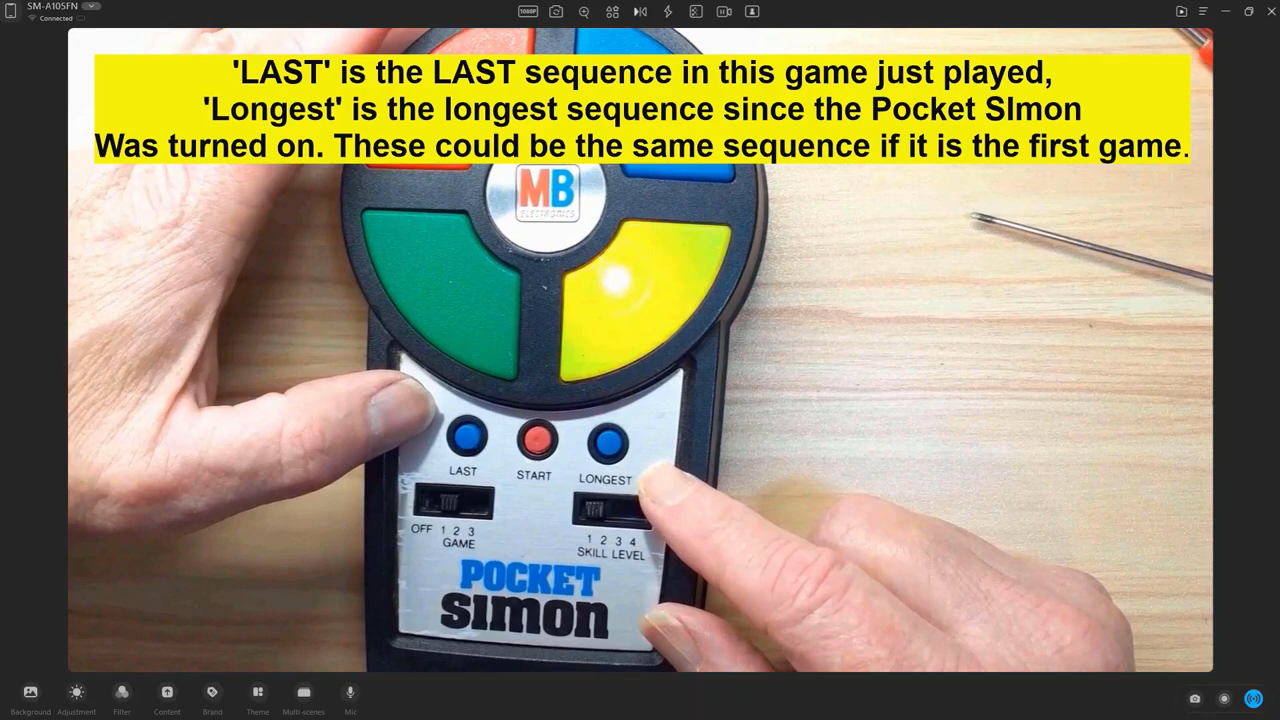 SM-A105FN
Connected
1080P
'LAST' is the LAST sequence in this game just played,
'Longest' is the longest sequence since the Pocket SImon
Was turned on. These could be the same sequence if it is the first game.
MB
ELECTRONICS
LAST
START
LONGEST
OFF 1 2 3
GAME
1 2 3 4
SKILL LEVEL
POCKET
simon
Background
Adjustment
Filter
Content
Brand
Theme
Multi-scenes
Mic